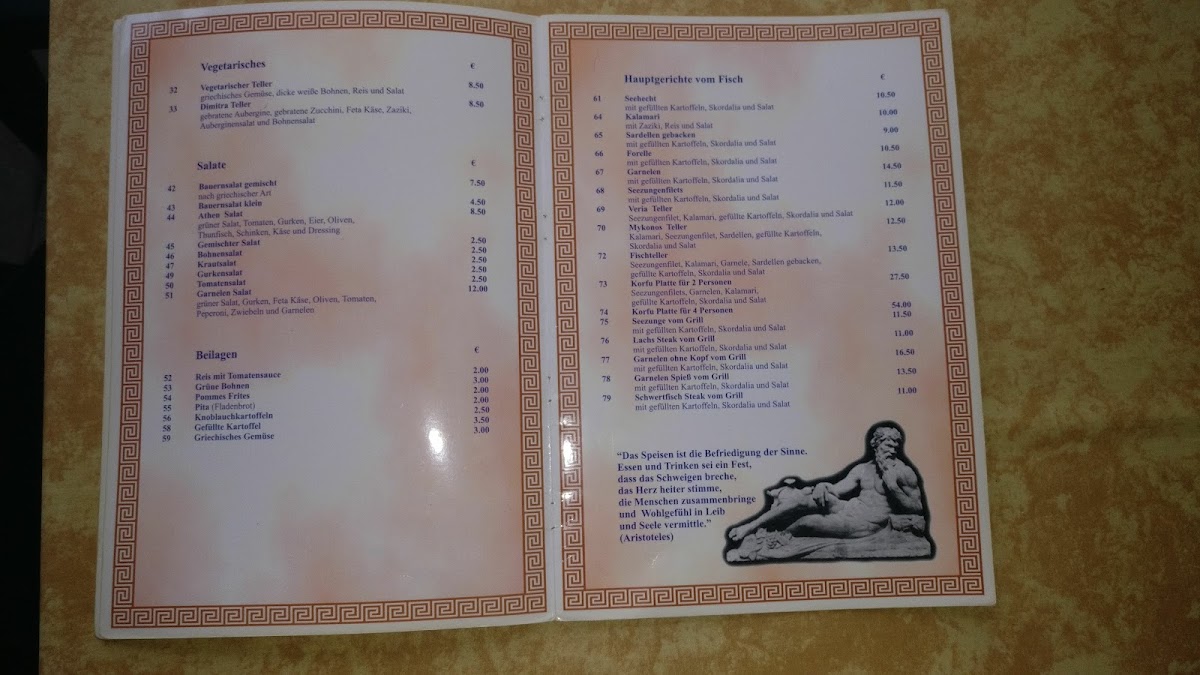 Vegetarisches €
32 Vegetarischer Teller 8.50
griechisches Gemüse, dicke weiße Bohnen, Reis und Salat
33 Dimitra Teller 8.50
gebratene Aubergine, gebratene Zucchini, Feta Käse, Zaziki,
Auberginensalat und Bohnensalat
Salate €
42 Bauernsalat gemischt 7.50
nach griechischer Art
43 Bauernsalat klein 4.50
44 Athen Salat 8.50
grüner Salat, Tomaten, Gurken, Eier, Oliven,
Thunfisch, Schinken, Käse und Dressing
45 Gemischter Salat 2.50
46 Bohnensalat 2.50
47 Krautsalat 2.50
49 Gurkensalat 2.50
50 Tomatensalat 2.50
51 Garnelen Salat 12.00
grüner Salat, Gurken, Feta Käse, Oliven, Tomaten,
Peperoni, Zwiebeln und Garnelen
Beilagen €
52 Reis mit Tomatensauce 2.00
53 Grüne Bohnen 3.00
54 Pommes Frites 2.00
55 Pita (Fladenbrot) 2.00
56 Knoblauchkartoffeln 2.50
58 Gefüllte Kartoffel 3.50
59 Griechisches Gemüse 3.00
Hauptgerichte vom Fisch €
61 Seehecht 10.50
mit gefüllten Kartoffeln, Skordalia und Salat
64 Kalamari 10.00
mit Zaziki, Reis und Salat
65 Sardellen gebacken 9.00
mit gefüllten Kartoffeln, Skordalia und Salat
66 Forelle 10.50
mit gefüllten Kartoffeln, Skordalia und Salat
67 Garnelen 14.50
mit gefüllten Kartoffeln, Skordalia und Salat
68 Seezungenfilets 11.50
mit gefüllten Kartoffeln, Skordalia und Salat
69 Veria Teller 12.00
Seezungenfilet, Kalamari, gefüllte Kartoffeln, Skordalia und Salat
70 Mykonos Teller 12.50
Kalamari, Seezungenfilet, Sardellen, gefüllte Kartoffeln,
Skordalia und Salat
72 Fischteller 13.50
Seezungenfilet, Kalamari, Garnele, Sardellen gebacken,
gefüllte Kartoffeln, Skordalia und Salat
73 Korfu Platte für 2 Personen 27.50
Seezungenfilets, Garnelen, Kalamari,
gefüllte Kartoffeln, Skordalia und Salat
74 Korfu Platte für 4 Personen 54.00
75 Seezunge vom Grill 11.50
mit gefüllten Kartoffeln, Skordalia und Salat
76 Lachs Steak vom Grill 11.00
mit gefüllten Kartoffeln, Skordalia und Salat
77 Garnelen ohne Kopf vom Grill 16.50
mit gefüllten Kartoffeln, Skordalia und Salat
78 Garnelen Spieß vom Grill 13.50
mit gefüllten Kartoffeln, Skordalia und Salat
79 Schwertfisch Steak vom Grill 11.00
mit gefüllten Kartoffeln, Skordalia und Salat
“Das Speisen ist die Befriedigung der Sinne.
Essen und Trinken sei ein Fest,
dass das Schweigen breche,
das Herz heiter stimme,
die Menschen zusammenbringe
und Wohlgefühl in Leib
und Seele vermittle.”
(Aristoteles)